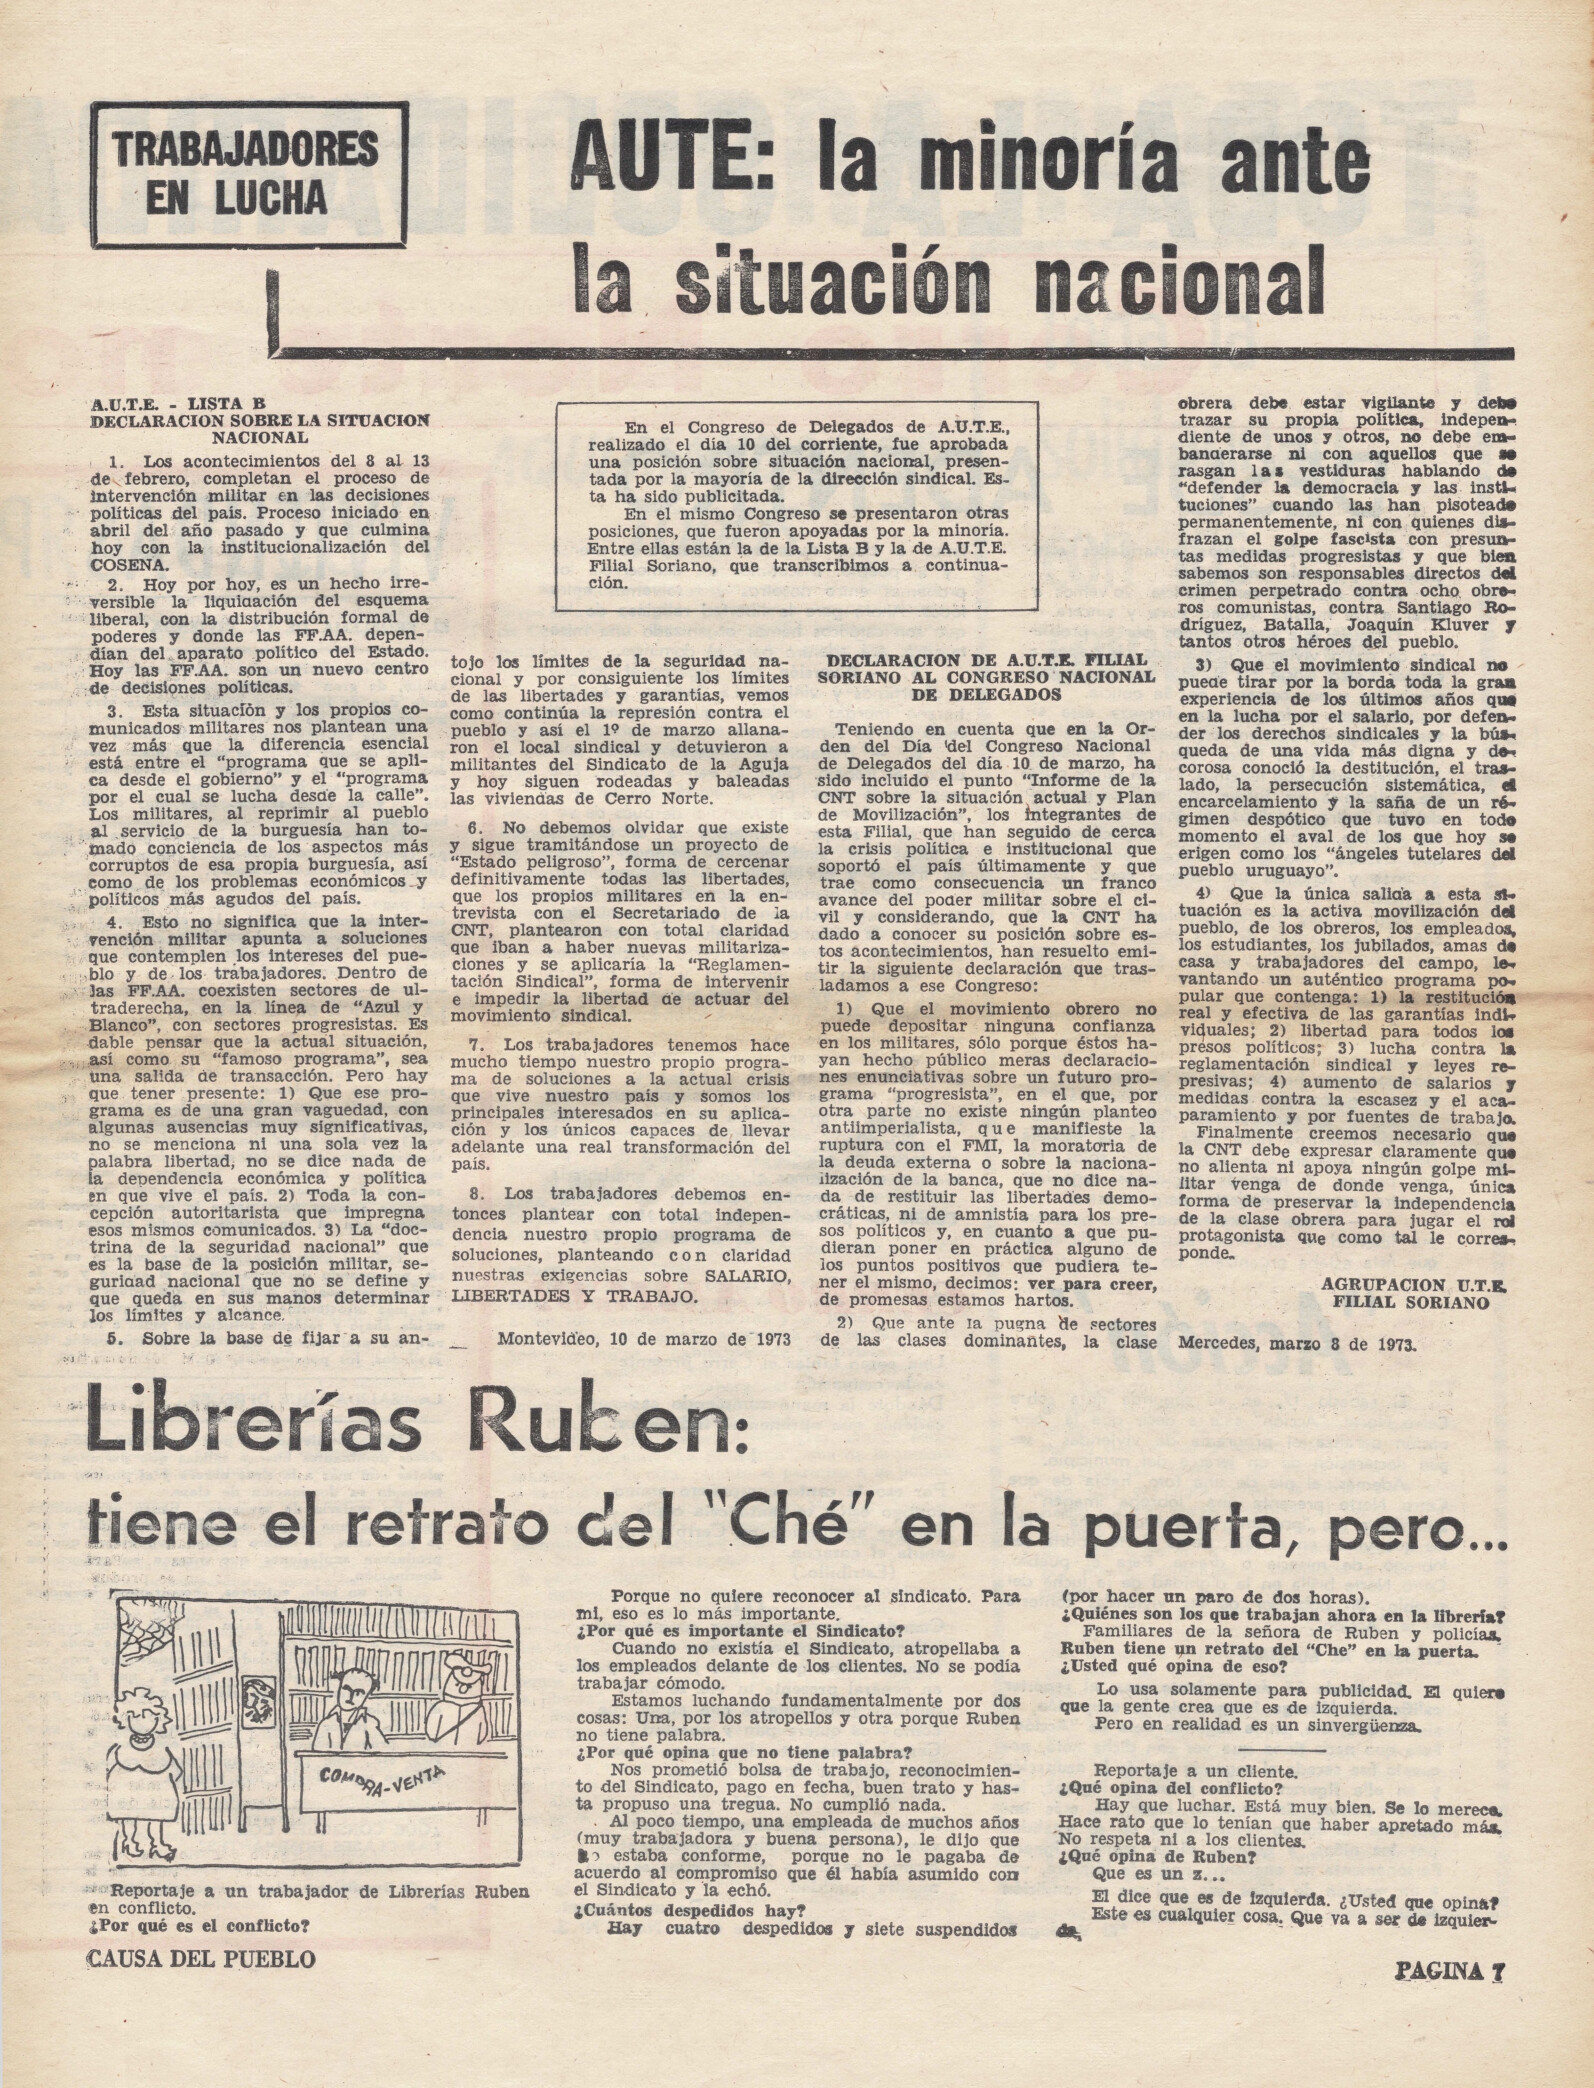 TRABAJADORES
EN LUCHA
AUTE: la minoría ante
la situación nacional
A.U.T.E. - LISTA B
DECLARACION SOBRE LA SITUACION
NACIONAL
1. Los acontecimientos del 8 al 13
de febrero, completan el proceso de
intervención militar en las decisiones
políticas del país. Proceso iniciado en
abril del año pasado y que culmina
hoy con la institucionalización del
COSENA.
2. Hoy por hoy, es un hecho irre-
versible la liquidación del esquema
liberal, con la distribución formal de
poderes y donde las FF.AA. depen-
dían del aparato político del Estado.
Hoy las FF.AA. son un nuevo centro
de decisiones políticas.
3. Esta situación y los propios co-
municados militares nos plantean una
vez más que la diferencia esencial
está entre el "programa que se apli-
ca desde el gobierno" y el "programa
por el cual se lucha desde la calle".
Los militares, al reprimir al pueblo
al servicio de la burguesía han to-
mado conciencia de los aspectos más
corruptos de esa propia burguesía, así
como de los problemas económicos y
políticos más agudos del país.
4. Esto no significa que la inter-
vención militar apunta a soluciones
que contemplen los intereses del pue-
blo y de los trabajadores. Dentro de
las FF.AA. coexisten sectores de ul-
traderecha, en la línea de "Azul y
Blanco", con sectores progresistas. Es
dable pensar que la actual situación,
así como su "famoso programa", sea
una salida de transacción. Pero hay
que tener presente: 1) Que ese pro-
grama es de una gran vaguedad, con
algunas ausencias muy significativas,
no se menciona ni una sola vez la
palabra libertad, no se dice nada de
la dependencia económica y política
en que vive el país. 2) Toda la con-
cepción autoritarista que impregna
esos mismos comunicados. 3) La "doc-
trina de la seguridad nacional" que
es la base de la posición militar, se-
guridad nacional que no se define y
que queda en sus manos determinar
los límites y alcance.
5. Sobre la base de fijar a su an-
En el Congreso de Delegados de A.U.T.E.,
realizado el día 10 del corriente, fue aprobada
una posición sobre situación nacional, presen-
tada por la mayoría de la dirección sindical. Es-
ta ha sido publicitada.
En el mismo Congreso se presentaron otras
posiciones, que fueron apoyadas por la minoría.
Entre ellas están la de la Lista B y la de A.U.T.E.
Filial Soriano, que transcribimos a continua-
ción.
tojo los límites de la seguridad na-
cional y por consiguiente los límites
de las libertades y garantías, vemos
como continúa la represión contra el
pueblo y así el 1º de marzo allana-
ron el local sindical y detuvieron a
militantes del Sindicato de la Aguja
y hoy siguen rodeadas y baleadas
las viviendas de Cerro Norte.
6. No debemos olvidar que existe
y sigue tramitándose un proyecto de
"Estado peligroso", forma de cercenar
definitivamente todas las libertades,
que los propios militares en la en-
trevista con el Secretariado de la
CNT, plantearon con total claridad
que iban a haber nuevas militariza-
ciones y se aplicaría la "Reglamen-
tación Sindical", forma de intervenir
e impedir la libertad de actuar del
movimiento sindical.
7. Los trabajadores tenemos hace
mucho tiempo nuestro propio progra-
ma de soluciones a la actual crisis
que vive nuestro país y somos los
principales interesados en su aplica-
ción y los únicos capaces de llevar
adelante una real transformación del
país.
8. Los trabajadores debemos en-
tonces plantear con total indepen-
dencia nuestro propio programa de
soluciones, planteando con claridad
nuestras exigencias sobre SALARIO,
LIBERTADES Y TRABAJO.
Montevideo, 10 de marzo de 1973
DECLARACION DE A.U.T.E. FILIAL
SORIANO AL CONGRESO NACIONAL
DE DELEGADOS
Teniendo en cuenta que en la Or-
den del Día del Congreso Nacional
de Delegados del día 10 de marzo, ha
sido incluido el punto "Informe de la
CNT sobre la situación actual y Plan
de Movilización", los integrantes de
esta Filial, que han seguido de cerca
la crisis política e institucional que
soportó el país últimamente y que
trae como consecuencia un franco
avance del poder militar sobre el ci-
vil y considerando, que la CNT ha
dado a conocer su posición sobre es-
tos acontecimientos, han resuelto emi-
tir la siguiente declaración que tras-
ladamos a ese Congreso:
1) Que el movimiento obrero no
puede depositar ninguna confianza
en los militares, sólo porque éstos ha-
yan hecho público meras declaracio-
nes enunciativas sobre un futuro pro-
grama "progresista", en el que, por
otra parte no existe ningún planteo
antiimperialista, que manifieste la
ruptura con el FMI, la moratoria de
la deuda externa o sobre la naciona-
lización de la banca, que no dice na-
da de restituir las libertades demo-
cráticas, ni de amnistía para los pre-
sos políticos y, en cuanto a que pu-
dieran poner en práctica alguno de
los puntos positivos que pudiera te-
ner el mismo, decimos: ver para creer,
de promesas estamos hartos.
2) Que ante la pugna de sectores
de las clases dominantes, la clase
obrera debe estar vigilante y debe
trazar su propia política, indepen-
diente de unos y otros, no debe em-
banderarse ni con aquellos que se
rasgan las vestiduras hablando de
"defender la democracia y las insti-
tuciones" cuando las han pisoteado
permanentemente, ni con quienes dis-
frazan el golpe fascista con presun-
tas medidas progresistas y que bien
sabemos son responsables directos del
crimen perpetrado contra ocho obre-
ros comunistas, contra Santiago Ro-
dríguez, Batalla, Joaquín Kluver y
tantos otros héroes del pueblo.
3) Que el movimiento sindical no
puede tirar por la borda toda la gran
experiencia de los últimos años que
en la lucha por el salario, por defen-
der los derechos sindicales y la bús-
queda de una vida más digna y de-
corosa conoció la destitución, el tras-
lado, la persecución sistemática, el
encarcelamiento y la saña de un ré-
gimen despótico que tuvo en todo
momento el aval de los que hoy se
erigen como los "ángeles tutelares del
pueblo uruguayo".
4) Que la única salida a esta si-
tuación es la activa movilización del
pueblo, de los obreros, los empleados,
los estudiantes, los jubilados, amas de
casa y trabajadores del campo, le-
vantando un auténtico programa po-
pular que contenga: 1) la restitución
real y efectiva de las garantías indi-
viduales; 2) libertad para todos los
presos políticos; 3) lucha contra la
reglamentación sindical y leyes re-
presivas; 4) aumento de salarios y
medidas contra la escasez y el aca-
paramiento y por fuentes de trabajo.
Finalmente creemos necesario que
la CNT debe expresar claramente que
no alienta ni apoya ningún golpe mi-
litar venga de donde venga, única
forma de preservar la independencia
de la clase obrera para jugar el rol
protagonista que como tal le corres-
ponde.
AGRUPACION U.T.E.
FILIAL SORIANO
Mercedes, marzo 8 de 1973.
Librerías Ruben:
tiene el retrato del "Ché" en la puerta, pero...
COMPRA-VENTA
Reportaje a un trabajador de Librerías Ruben
en conflicto.
¿Por qué es el conflicto?
Porque no quiere reconocer al sindicato. Para
mi, eso es lo más importante.
¿Por qué es importante el Sindicato?
Cuando no existía el Sindicato, atropellaba a
los empleados delante de los clientes. No se podía
trabajar cómodo.
Estamos luchando fundamentalmente por dos
cosas: Una, por los atropellos y otra porque Ruben
no tiene palabra.
¿Por qué opina que no tiene palabra?
Nos prometió bolsa de trabajo, reconocimien-
to del Sindicato, pago en fecha, buen trato y has-
ta propuso una tregua. No cumplió nada.
Al poco tiempo, una empleada de muchos años
(muy trabajadora y buena persona), le dijo que
estaba conforme, porque no le pagaba de
acuerdo al compromiso que él había asumido con
el Sindicato y la echó.
¿Cuántos despedidos hay?
Hay cuatro despedidos y siete suspendidos
(por hacer un paro de dos horas).
¿Quiénes son los que trabajan ahora en la librería?
Familiares de la señora de Ruben y policías.
Ruben tiene un retrato del "Che" en la puerta.
¿Usted qué opina de eso?
Lo usa solamente para publicidad. El quiere
que la gente crea que es de izquierda.
Pero en realidad es un sinvergüenza.
Reportaje a un cliente.
¿Qué opina del conflicto?
Hay que luchar. Está muy bien. Se lo merece.
Hace rato que lo tenían que haber apretado más.
No respeta ni a los clientes.
¿Qué opina de Ruben?
Que es un z...
El dice que es de izquierda. ¿Usted que opina?
Este es cualquier cosa. Que va a ser de izquier-
da.
CAUSA DEL PUEBLO
PAGINA 7